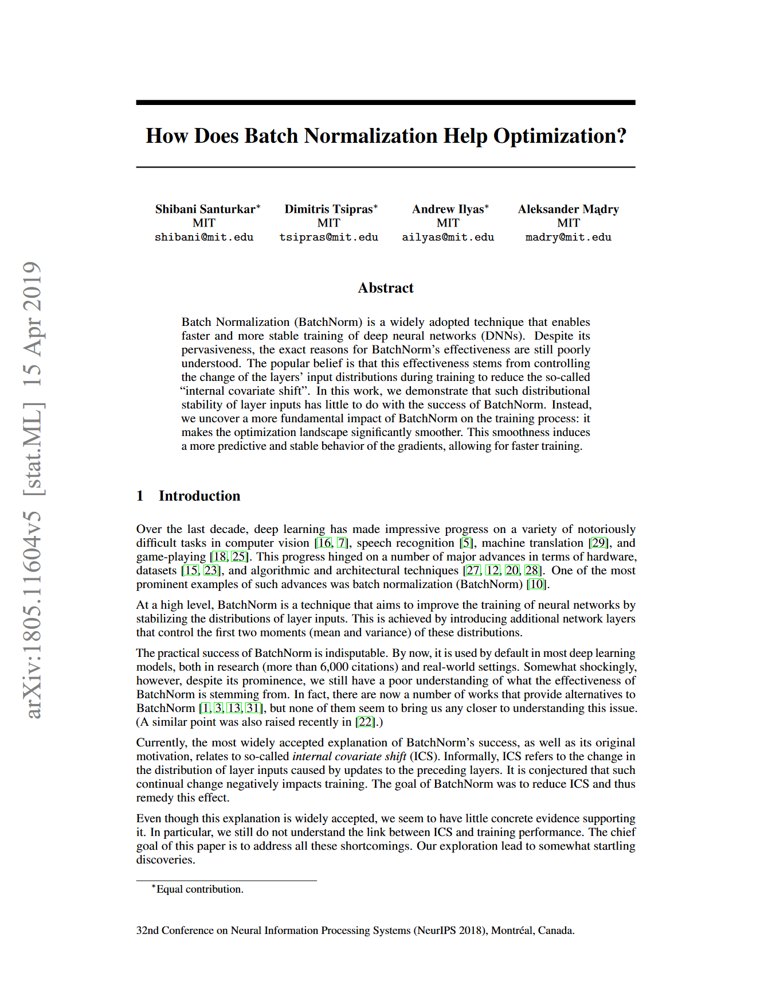 How Does Batch Normalization Help Optimization?
Shibani Santurkar* Dimitris Tsipras* Andrew Ilyas* Aleksander Mądry
MIT MIT MIT MIT
shibani@mit.edu tsipras@mit.edu ailyas@mit.edu madry@mit.edu
Abstract
Batch Normalization (BatchNorm) is a widely adopted technique that enables
faster and more stable training of deep neural networks (DNNs). Despite its
pervasiveness, the exact reasons for BatchNorm’s effectiveness are still poorly
understood. The popular belief is that this effectiveness stems from controlling
the change of the layers’ input distributions during training to reduce the so-called
“internal covariate shift”. In this work, we demonstrate that such distributional
stability of layer inputs has little to do with the success of BatchNorm. Instead,
we uncover a more fundamental impact of BatchNorm on the training process: it
makes the optimization landscape significantly smoother. This smoothness induces
a more predictive and stable behavior of the gradients, allowing for faster training.
1 Introduction
Over the last decade, deep learning has made impressive progress on a variety of notoriously
difficult tasks in computer vision [16, 7], speech recognition [5], machine translation [29], and
game-playing [18, 25]. This progress hinged on a number of major advances in terms of hardware,
datasets [15, 23], and algorithmic and architectural techniques [27, 12, 20, 28]. One of the most
prominent examples of such advances was batch normalization (BatchNorm) [10].
At a high level, BatchNorm is a technique that aims to improve the training of neural networks by
stabilizing the distributions of layer inputs. This is achieved by introducing additional network layers
that control the first two moments (mean and variance) of these distributions.
The practical success of BatchNorm is indisputable. By now, it is used by default in most deep learning
models, both in research (more than 6,000 citations) and real-world settings. Somewhat shockingly,
however, despite its prominence, we still have a poor understanding of what the effectiveness of
BatchNorm is stemming from. In fact, there are now a number of works that provide alternatives to
BatchNorm [1, 3, 13, 31], but none of them seem to bring us any closer to understanding this issue.
(A similar point was also raised recently in [22].)
Currently, the most widely accepted explanation of BatchNorm’s success, as well as its original
motivation, relates to so-called internal covariate shift (ICS). Informally, ICS refers to the change in
the distribution of layer inputs caused by updates to the preceding layers. It is conjectured that such
continual change negatively impacts training. The goal of BatchNorm was to reduce ICS and thus
remedy this effect.
Even though this explanation is widely accepted, we seem to have little concrete evidence supporting
it. In particular, we still do not understand the link between ICS and training performance. The chief
goal of this paper is to address all these shortcomings. Our exploration lead to somewhat startling
discoveries.
*Equal contribution.
32nd Conference on Neural Information Processing Systems (NeurIPS 2018), Montréal, Canada.
arXiv:1805.11604v5 [stat.ML] 15 Apr 2019